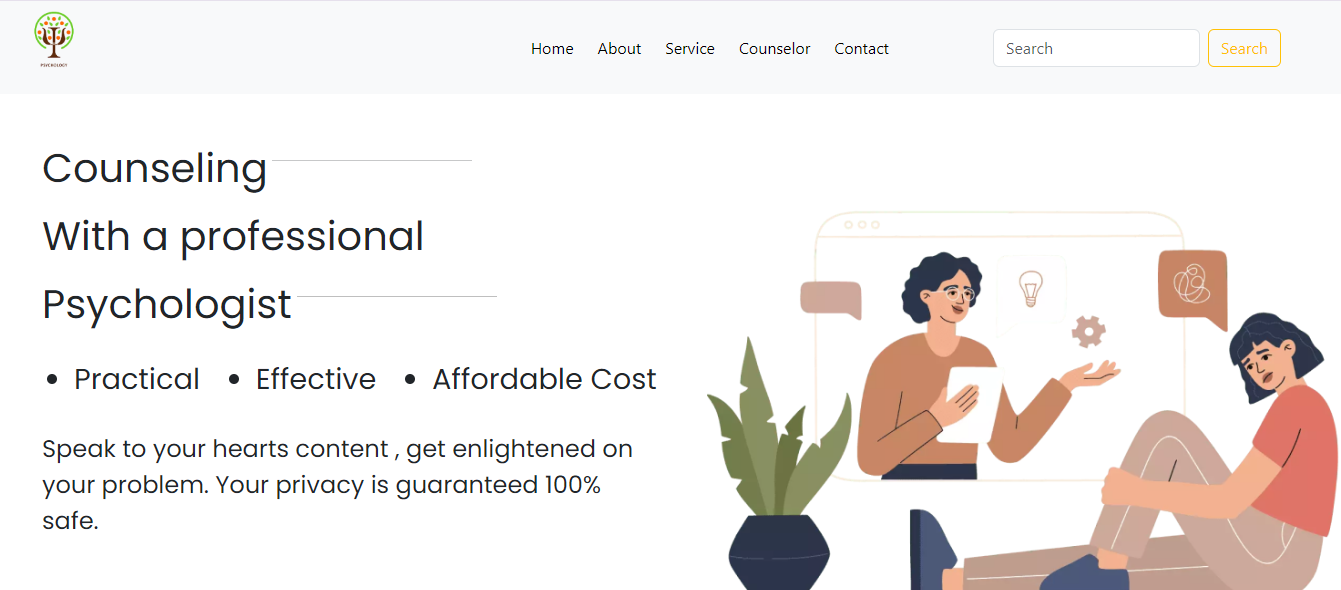 PSYCHOLOGY
Home About Service Counselor Contact Search Search
Counseling
With a professional
Psychologist
• Practical • Effective • Affordable Cost
Speak to your hearts content , get enlightened on
your problem. Your privacy is guaranteed 100%
safe.